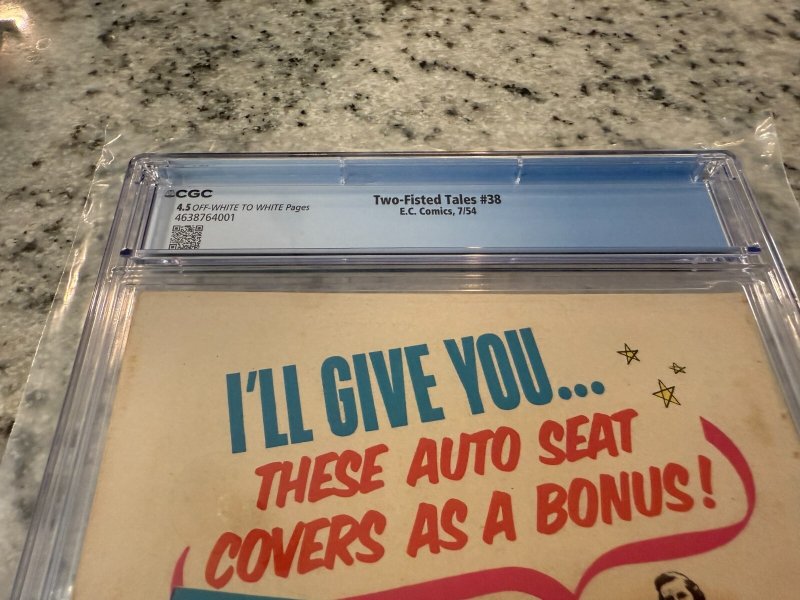 CGC
4.5 OFF-WHITE TO WHITE Pages
4638764001
Two-Fisted Tales #38
E.C. Comics, 7/54
I'LL GIVE YOU...
THESE AUTO SEAT
COVERS AS A BONUS!